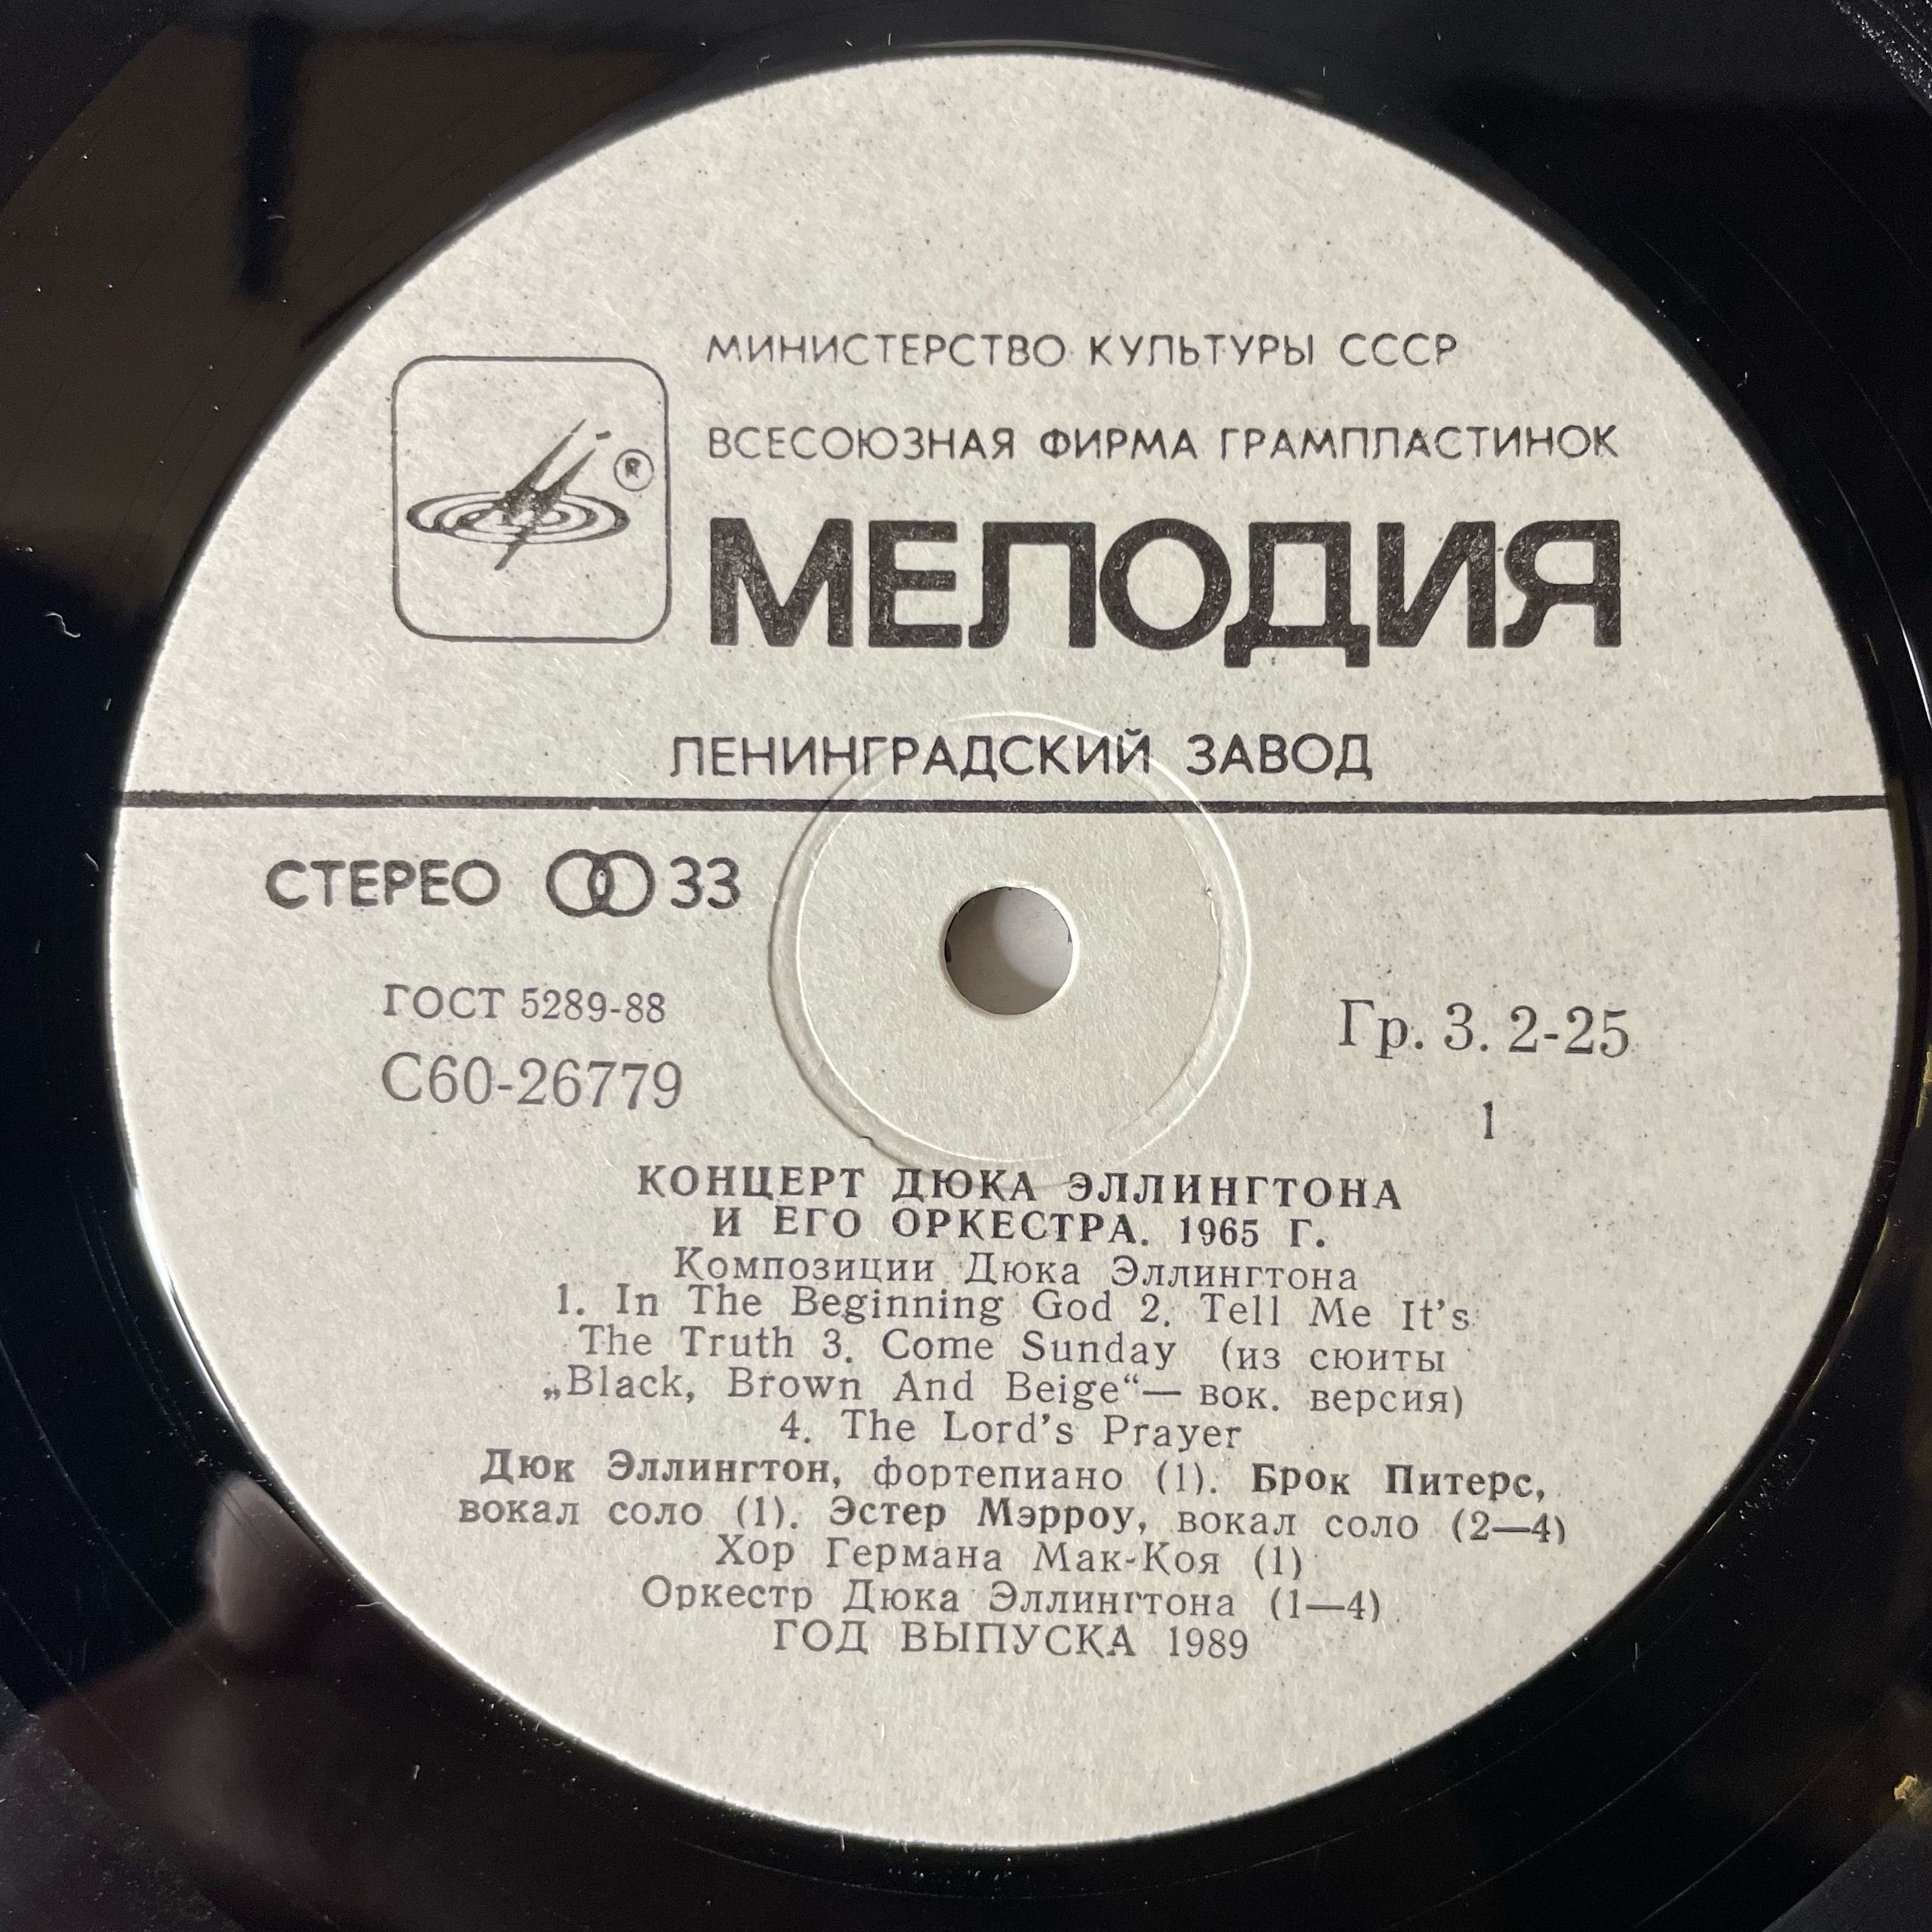 МИНИСТЕРСТВО КУЛЬТУРЫ СССР
ВСЕСОЮЗНАЯ ФИРМА ГРАМПЛАСТИНОК
®
МЕЛОДИЯ
ЛЕНИНГРАДСКИЙ ЗАВОД
СТЕРЕО 33
ГОСТ 5289-88
С60-26779
Гр. 3. 2-25
1
КОНЦЕРТ ДЮКА ЭЛЛИНГТОНА
И ЕГО ОРКЕСТРА. 1965 Г.
Композиции Дюка Эллингтона
1. In The Beginning God 2. Tell Me It's
The Truth 3. Come Sunday (из сюиты
„Black, Brown And Beige“— вок. версия)
4. The Lord's Prayer
Дюк Эллингтон, фортепиано (1). Брок Питерс,
вокал соло (1). Эстер Мэрроу, вокал соло (2—4)
Хор Германа Мак-Коя (1)
Оркестр Дюка Эллингтона (1—4)
ГОД ВЫПУСКА 1989